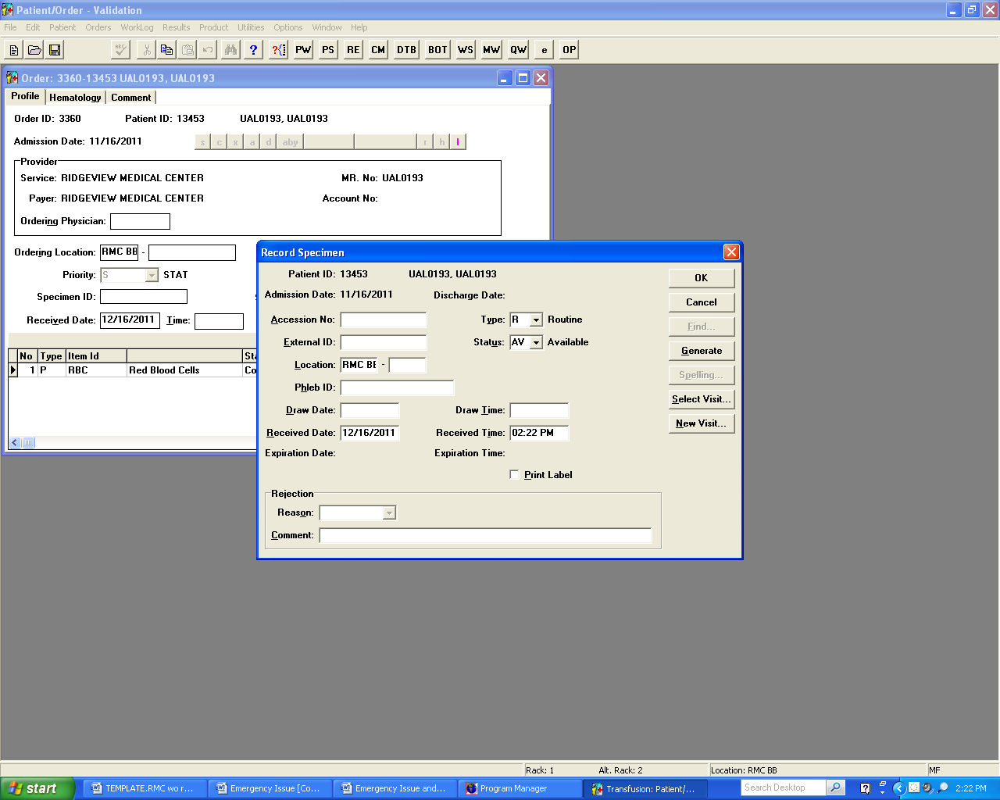 Patient/Order - Validation
File Edit Patient Orders WorkLog Results Product Utilities Options Window Help
ABC ? ?{ PW PS RE CM DTB BOT WS MW QW e OP
Order: 3360-13453 UAL0193, UAL0193
Profile Hematology Comment
Order ID: 3360 Patient ID: 13453 UAL0193, UAL0193
Admission Date: 11/16/2011 s c x a d aby r h I
Provider
Service: RIDGEVIEW MEDICAL CENTER MR. No: UAL0193
Payer: RIDGEVIEW MEDICAL CENTER Account No:
Ordering Physician:
Ordering Location: RMC BB -
Priority: S STAT
Specimen ID:
Received Date: 12/16/2011 Time:
No Type Item Id Sta
1 P RBC Red Blood Cells Co
Record Specimen
Patient ID: 13453 UAL0193, UAL0193
Admission Date: 11/16/2011 Discharge Date:
Accession No: Type: R Routine
External ID: Status: AV Available
Location: RMC BB -
Phleb ID:
Draw Date: Draw Time:
Received Date: 12/16/2011 Received Time: 02:22 PM
Expiration Date: Expiration Time:
Print Label
Rejection
Reason:
Comment:
OK
Cancel
Find...
Generate
Spelling...
Select Visit...
New Visit...
Rack: 1 Alt. Rack: 2 Location: RMC BB MF
start TEMPLATE.RMC wo r... Emergency Issue [Co... Emergency Issue and... Program Manager Transfusion: Patient/... Search Desktop ? 2:22 PM